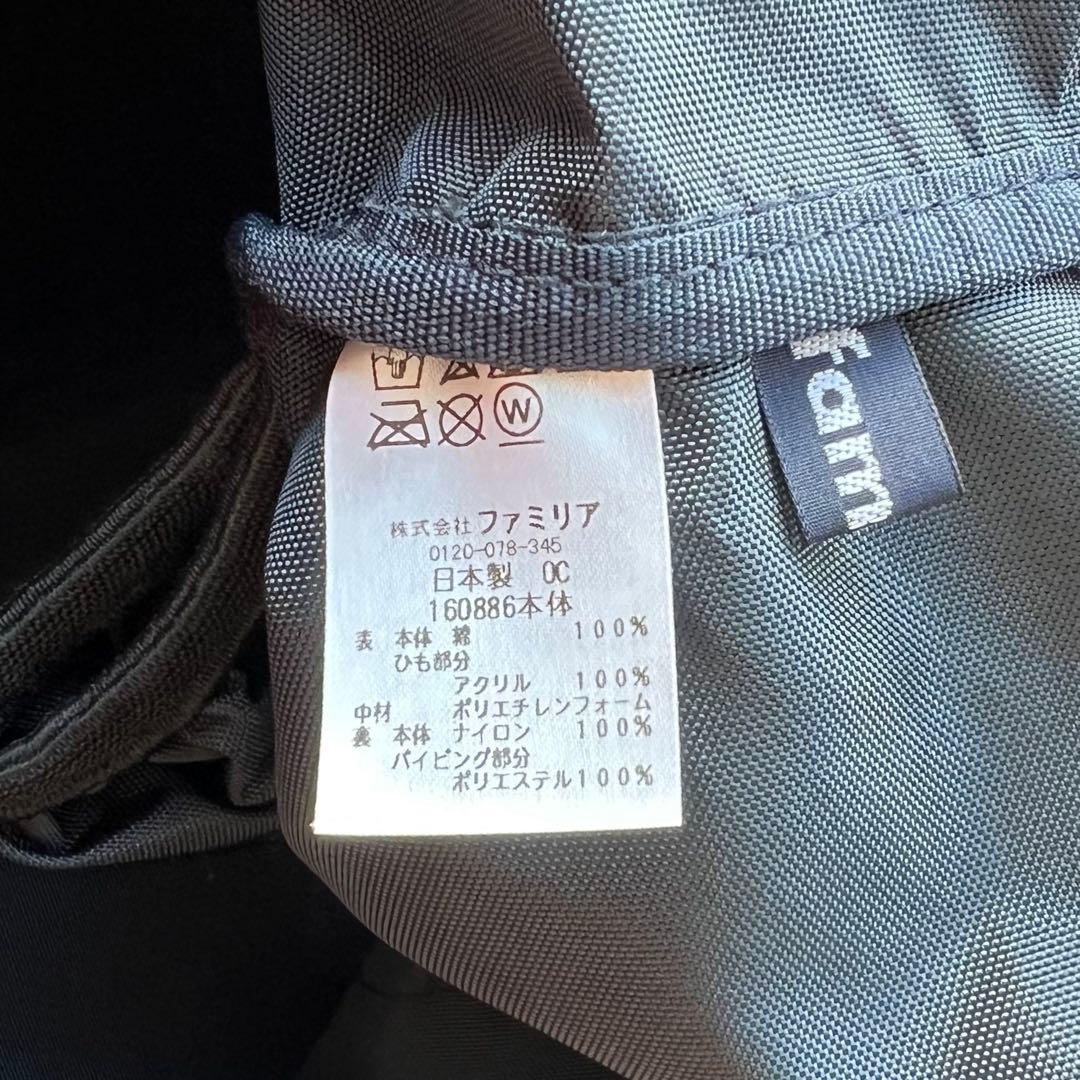 W
株式会社 ファミリア
0120-078-345
日本製 OC
160886本体
表 本体 綿 100%
ひも部分
アクリル 100%
中材 ポリエチレンフォーム
裏 本体 ナイロン 100%
パイピング部分
ポリエステル100%
Famil